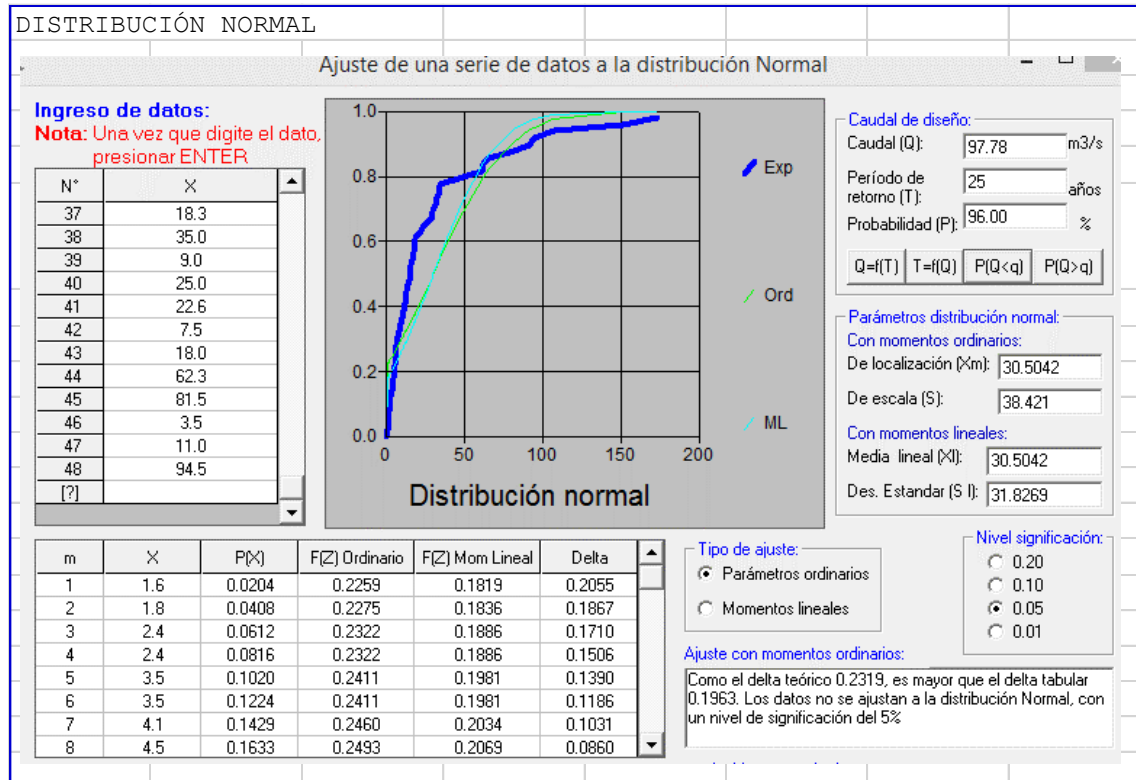 DISTRIBUCIÓN NORMAL
Ajuste de una serie de datos a la distribución Normal
Ingreso de datos:
Nota: Una vez que digite el dato,
presionar ENTER
N° X
37 18.3
38 35.0
39 9.0
40 25.0
41 22.6
42 7.5
43 18.0
44 62.3
45 81.5
46 3.5
47 11.0
48 94.5
[?]
1.0
0.8
0.6
0.4
0.2
0.0
0 50 100 150 200
Exp
Ord
ML
Distribución normal
Caudal de diseño:
Caudal (Q): 97.78 m3/s
Período de
retorno (T): 25 años
Probabilidad (P): 96.00 %
Q=f(T) T=f(Q) P(Q<q) P(Q>q)
Parámetros distribución normal:
Con momentos ordinarios:
De localización (Xm): 30.5042
De escala (S): 38.421
Con momentos lineales:
Media lineal (Xl): 30.5042
Des. Estandar (S l): 31.8269
m X P(X) F(Z) Ordinario F(Z) Mom Lineal Delta
1 1.6 0.0204 0.2259 0.1819 0.2055
2 1.8 0.0408 0.2275 0.1836 0.1867
3 2.4 0.0612 0.2322 0.1886 0.1710
4 2.4 0.0816 0.2322 0.1886 0.1506
5 3.5 0.1020 0.2411 0.1981 0.1390
6 3.5 0.1224 0.2411 0.1981 0.1186
7 4.1 0.1429 0.2460 0.2034 0.1031
8 4.5 0.1633 0.2493 0.2069 0.0860
Tipo de ajuste:
Parámetros ordinarios
Momentos lineales
Nivel significación:
0.20
0.10
0.05
0.01
Ajuste con momentos ordinarios:
Como el delta teórico 0.2319, es mayor que el delta tabular
0.1963. Los datos no se ajustan a la distribución Normal, con
un nivel de significación del 5%